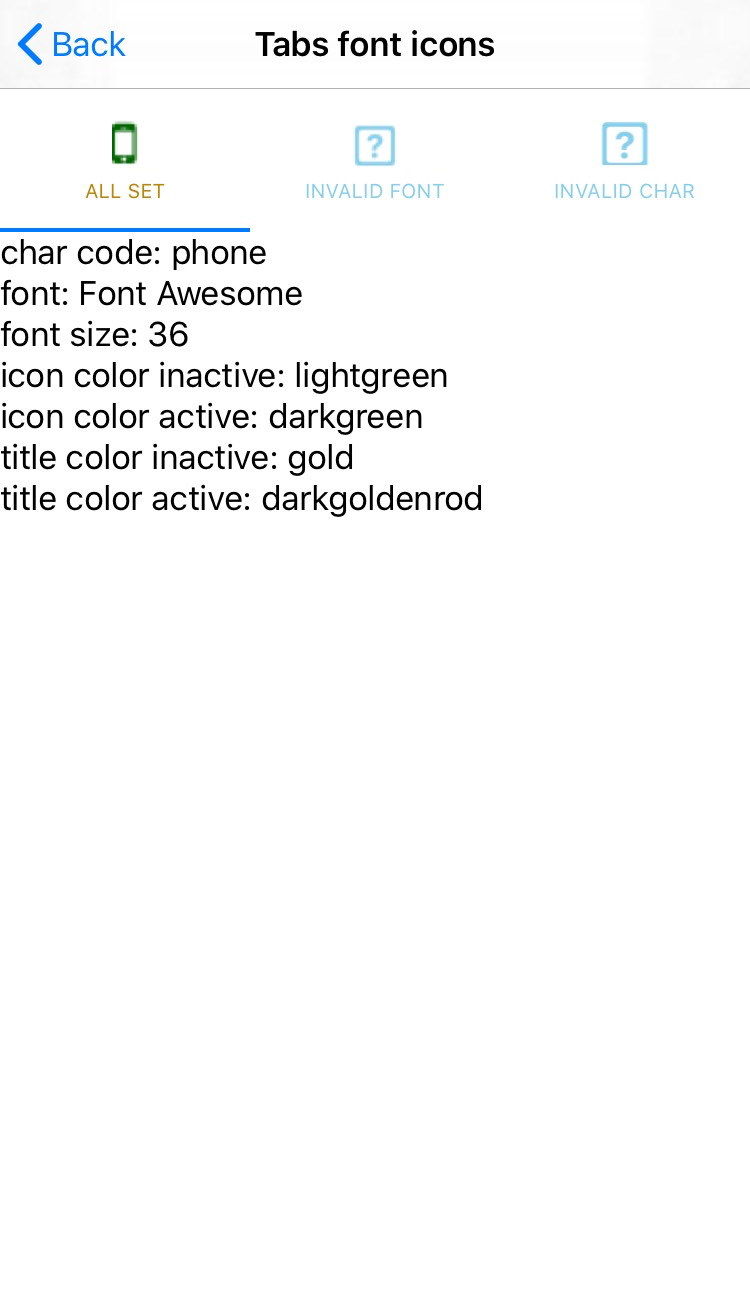 Back
Tabs font icons
ALL SET
INVALID FONT
INVALID CHAR
char code: phone
font: Font Awesome
font size: 36
icon color inactive: lightgreen
icon color active: darkgreen
title color inactive: gold
title color active: darkgoldenrod